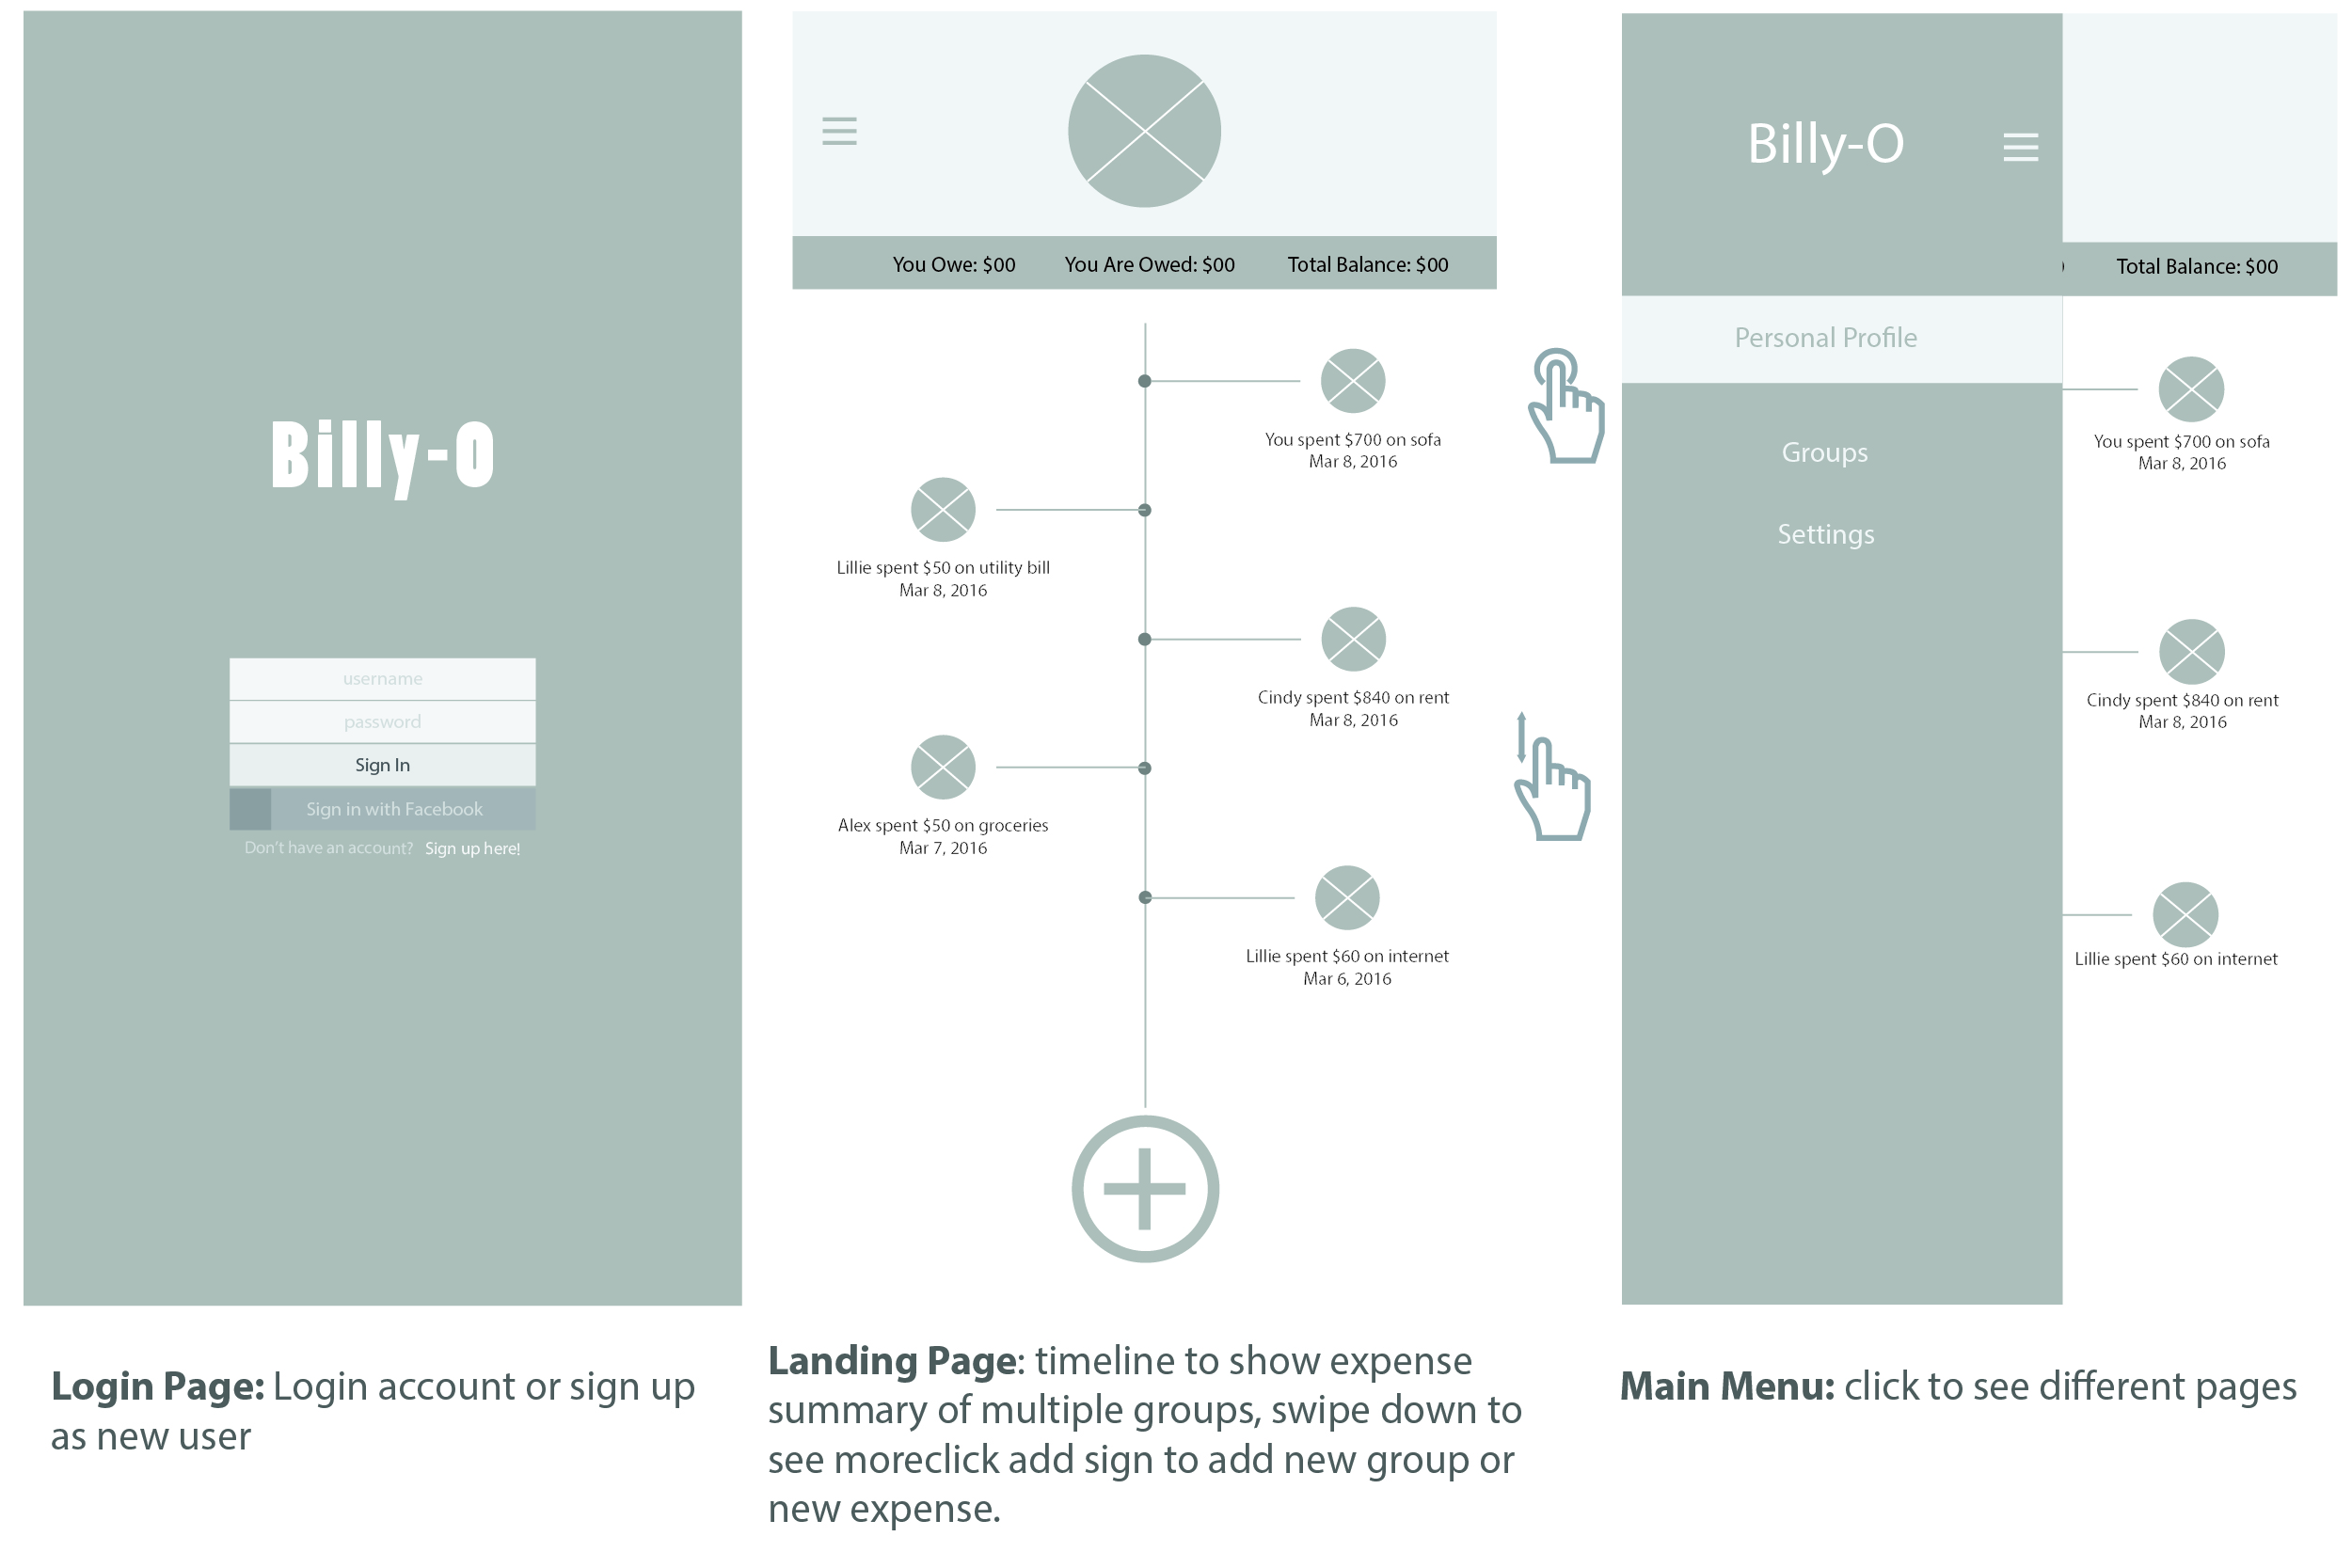 Billy-O
username
password
Sign In
Sign in with Facebook
Don't have an account? Sign up here!
Login Page: Login account or sign up
as new user
You Owe: $00 You Are Owed: $00 Total Balance: $00
You spent $700 on sofa
Mar 8, 2016
Lillie spent $50 on utility bill
Mar 8, 2016
Cindy spent $840 on rent
Mar 8, 2016
Alex spent $50 on groceries
Mar 7, 2016
Lillie spent $60 on internet
Mar 6, 2016
Landing Page: timeline to show expense
summary of multiple groups, swipe down to
see moreclick add sign to add new group or
new expense.
Billy-O
Total Balance: $00
Personal Profile
Groups
Settings
You spent $700 on sofa
Mar 8, 2016
Cindy spent $840 on rent
Mar 8, 2016
Lillie spent $60 on internet
Main Menu: click to see different pages